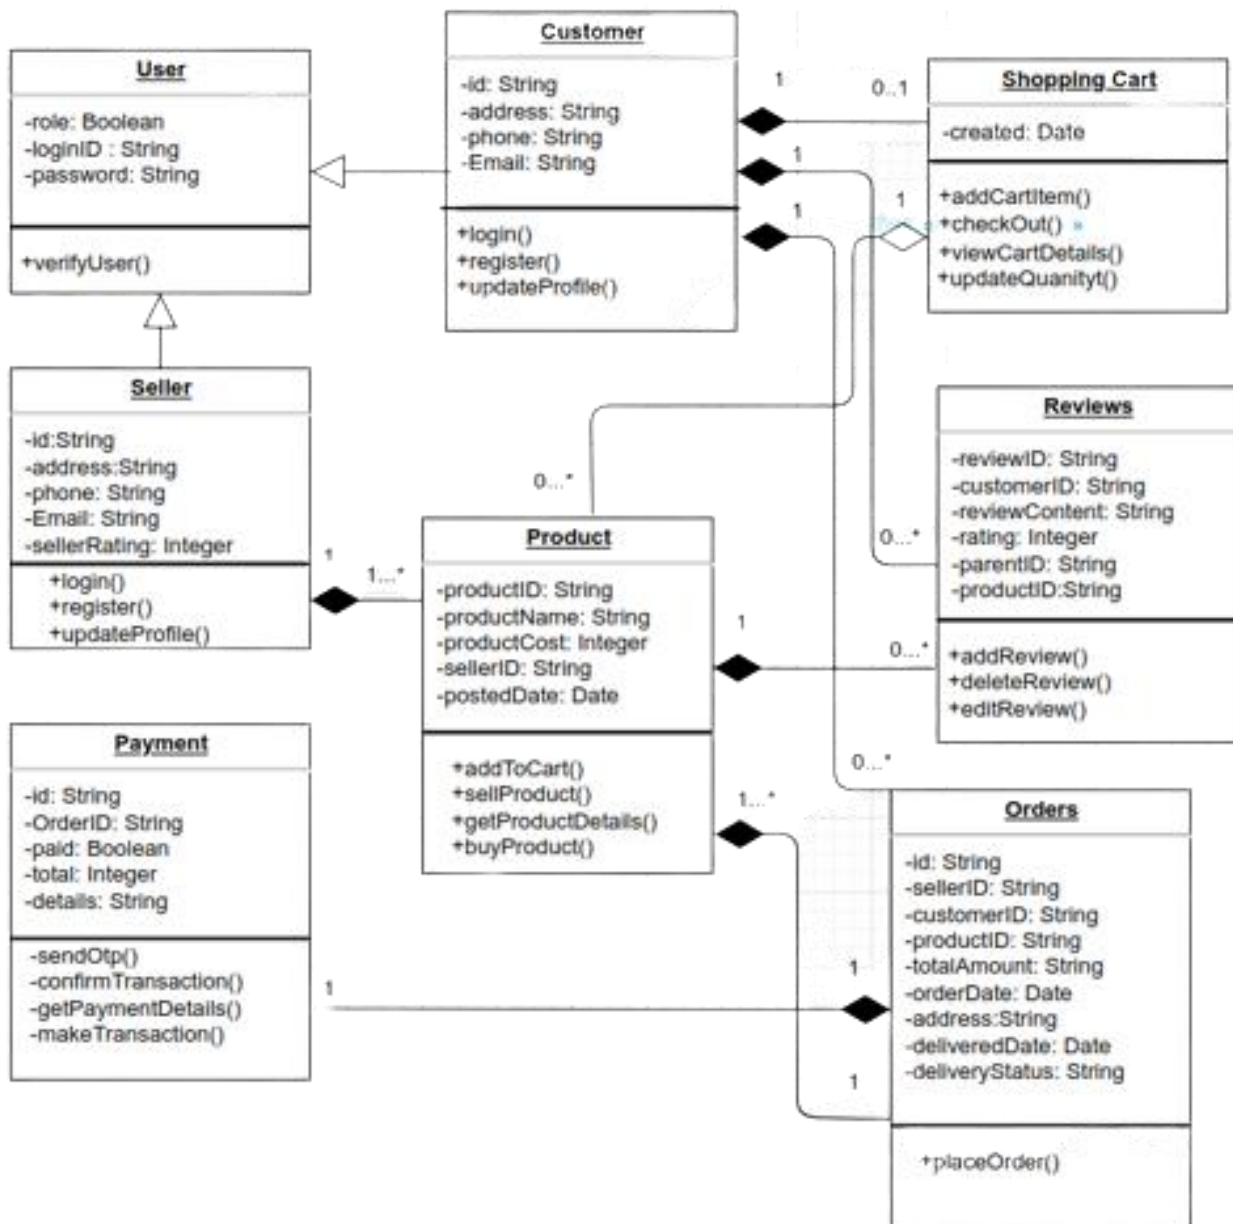 User
-role: Boolean
-loginID : String
-password: String
+verifyUser()
Customer
-id: String
-address: String
-phone: String
-Email: String
+login()
+register()
+updateProfile()
1
0..1
1
1
1
Shopping Cart
-created: Date
+addCartItem()
+checkOut()
+viewCartDetails()
+updateQuanityt()
Seller
-id:String
-address:String
-phone: String
-Email: String
-sellerRating: Integer
+login()
+register()
+updateProfile()
1
1...*
0...*
Product
-productID: String
-productName: String
-productCost: Integer
-sellerID: String
-postedDate: Date
+addToCart()
+sellProduct()
+getProductDetails()
+buyProduct()
1
0...*
0...*
Reviews
-reviewID: String
-customerID: String
-reviewContent: String
-rating: Integer
-parentID: String
-productID:String
+addReview()
+deleteReview()
+editReview()
Payment
-id: String
-OrderID: String
-paid: Boolean
-total: Integer
-details: String
-sendOtp()
-confirmTransaction()
-getPaymentDetails()
-makeTransaction()
1
0...*
1...*
1
1
Orders
-id: String
-sellerID: String
-customerID: String
-productID: String
-totalAmount: String
-orderDate: Date
-address:String
-deliveredDate: Date
-deliveryStatus: String
+placeOrder()